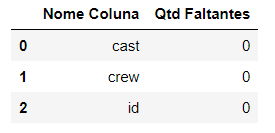 Nome Coluna Qtd Faltantes
0 cast 0
1 crew 0
2 id 0